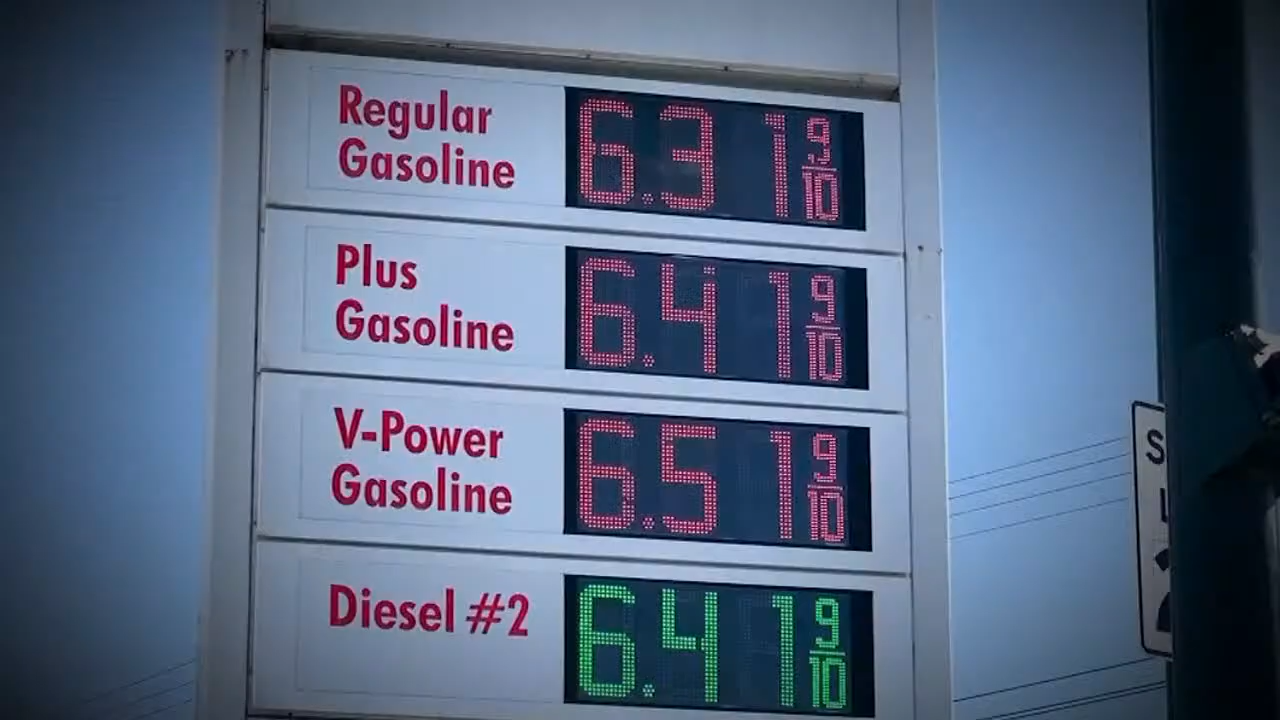 Regular
Gasoline
6.31 9/10
Plus
Gasoline
6.41 9/10
V-Power
Gasoline
6.51 9/10
Diesel #2
6.41 9/10
S
L